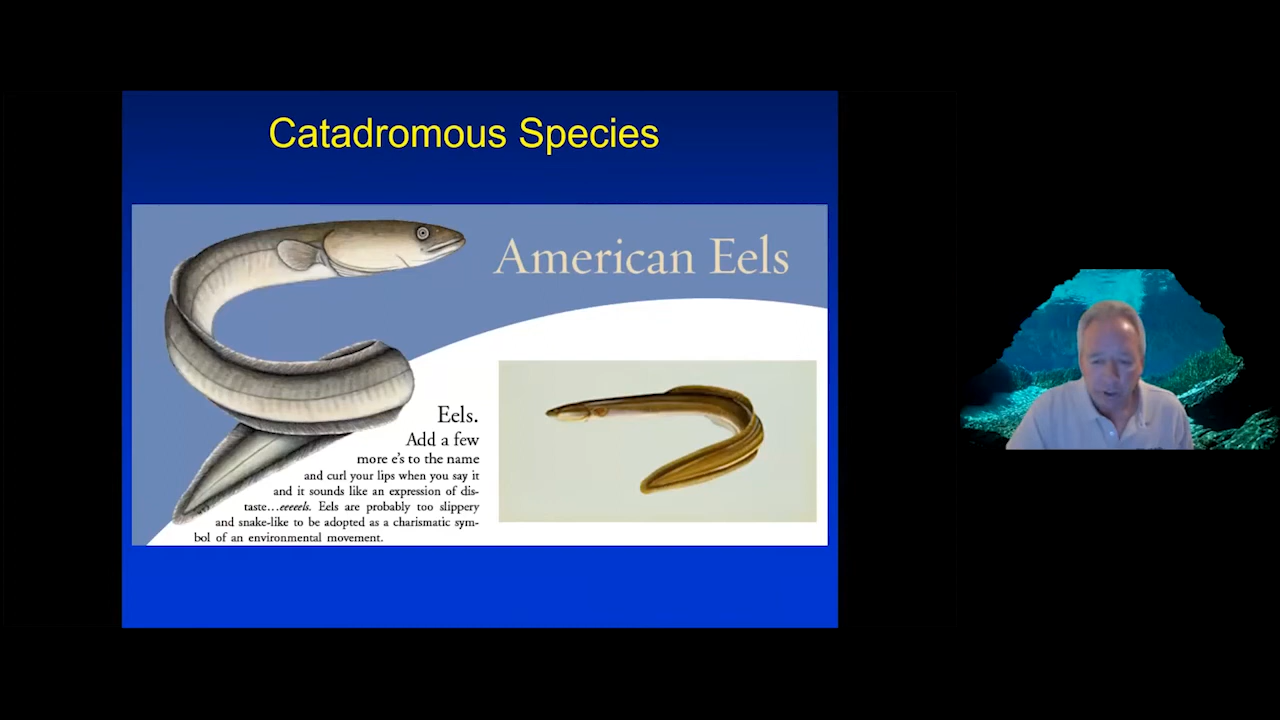 Catadromous Species
American Eels
Eels.
Add a few
more e's to the name
and curl your lips when you say it
and it sounds like an expression of dis-
taste…eeeeels. Eels are probably too slippery
and snake-like to be adopted as a charismatic sym-
bol of an environmental movement.